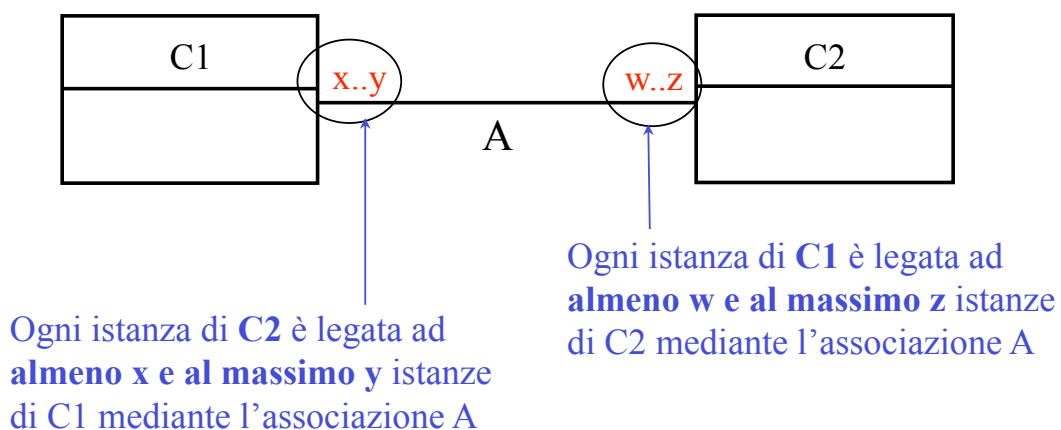 C1
C2
x..y
w..z
A
Ogni istanza di C1 è legata ad
almeno w e al massimo z istanze
di C2 mediante l’associazione A
Ogni istanza di C2 è legata ad
almeno x e al massimo y istanze
di C1 mediante l’associazione A